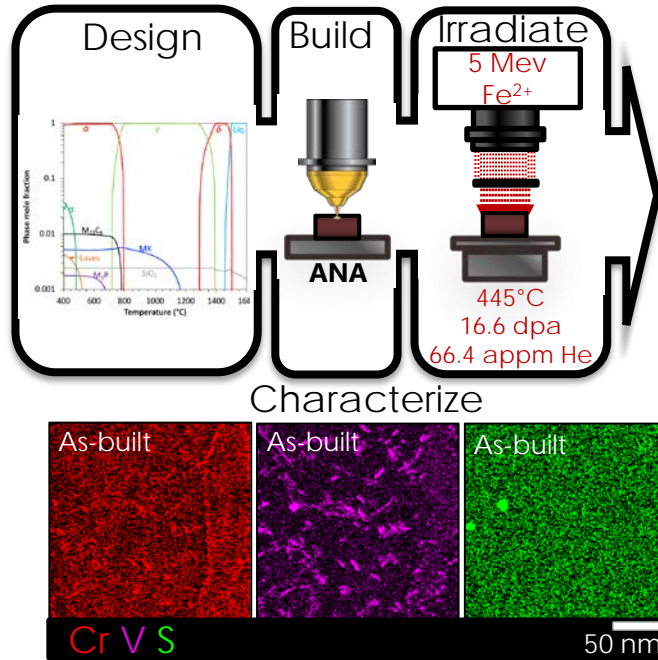 Design
Build
Irradiate
5 Mev
Fe²⁺
Phase mole fraction
1
0.1
0.01
0.001
α
γ
δ
Liq.
σ
M₂₃C₆
MX
Laves
SiO₂
400 600 800 1000 1200 1400 1600
Temperature (°C)
ANA
445°C
16.6 dpa
66.4 appm He
Characterize
As-built
As-built
As-built
Cr V S
50 nm